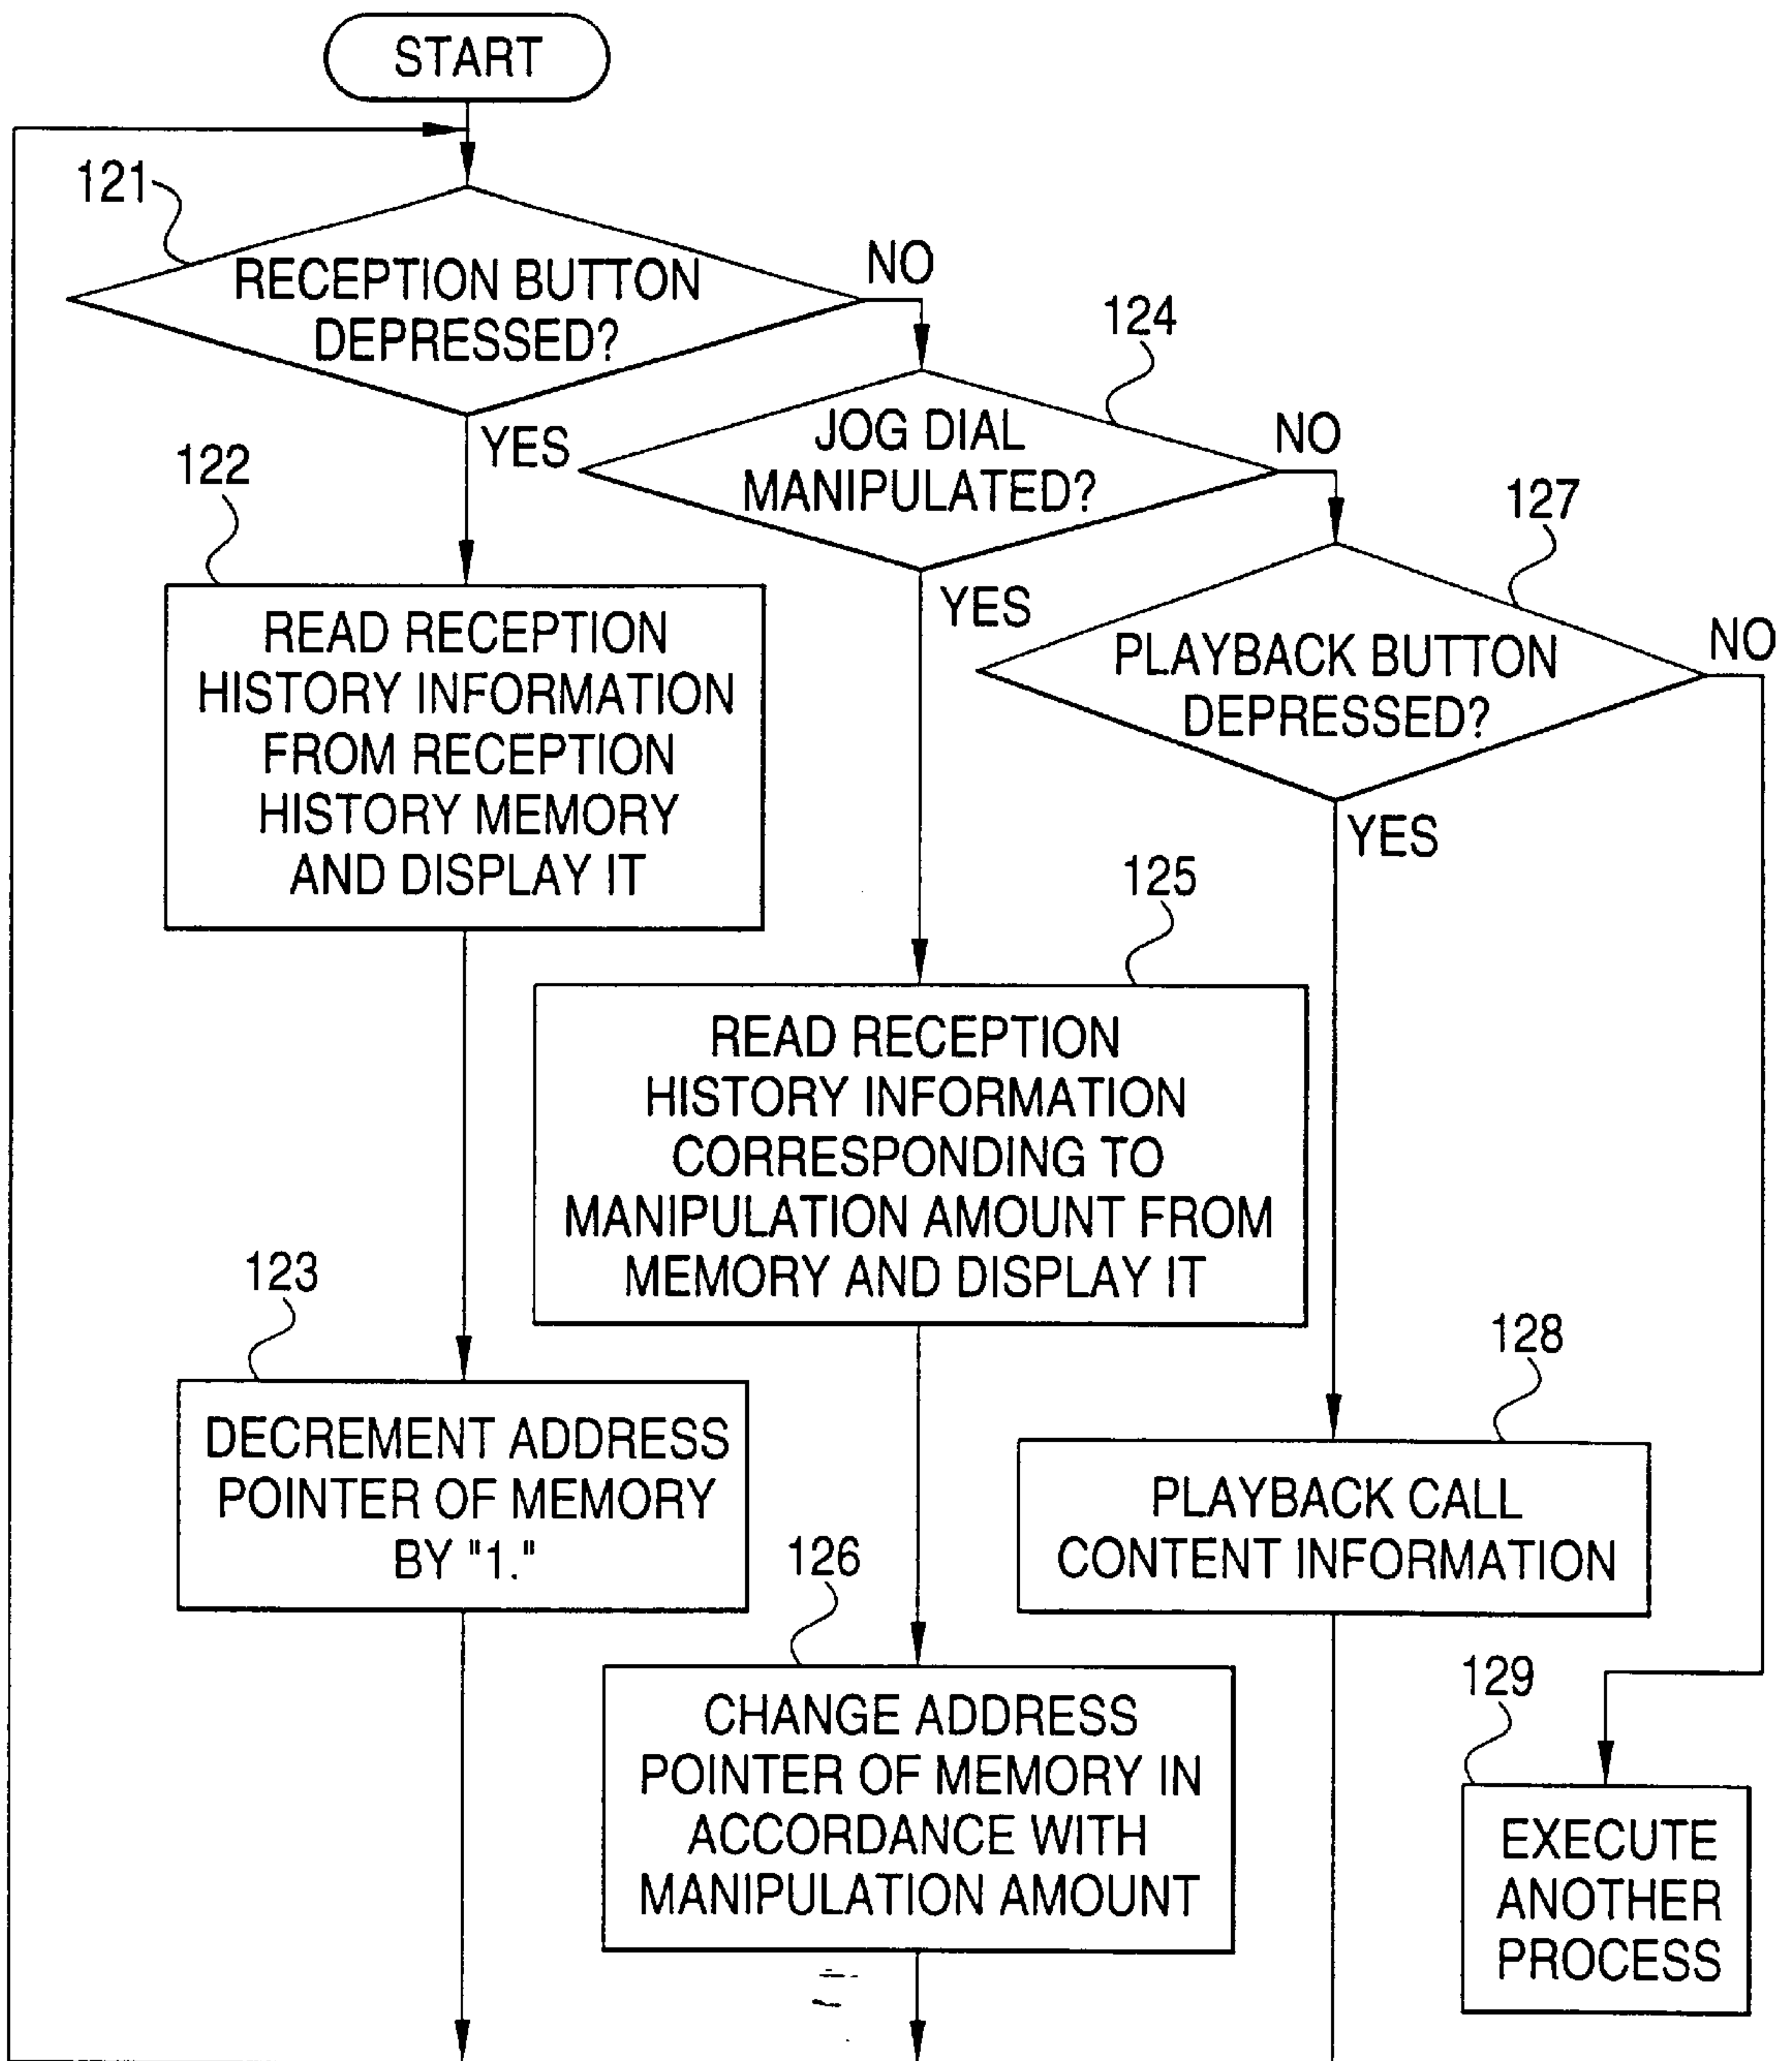 START
121
RECEPTION BUTTON
DEPRESSED?
NO
YES
124
JOG DIAL
MANIPULATED?
NO
YES
127
PLAYBACK BUTTON
DEPRESSED?
NO
YES
122
READ RECEPTION
HISTORY INFORMATION
FROM RECEPTION
HISTORY MEMORY
AND DISPLAY IT
125
READ RECEPTION
HISTORY INFORMATION
CORRESPONDING TO
MANIPULATION AMOUNT FROM
MEMORY AND DISPLAY IT
123
DECREMENT ADDRESS
POINTER OF MEMORY
BY "1."
128
PLAYBACK CALL
CONTENT INFORMATION
126
CHANGE ADDRESS
POINTER OF MEMORY IN
ACCORDANCE WITH
MANIPULATION AMOUNT
129
EXECUTE
ANOTHER
PROCESS